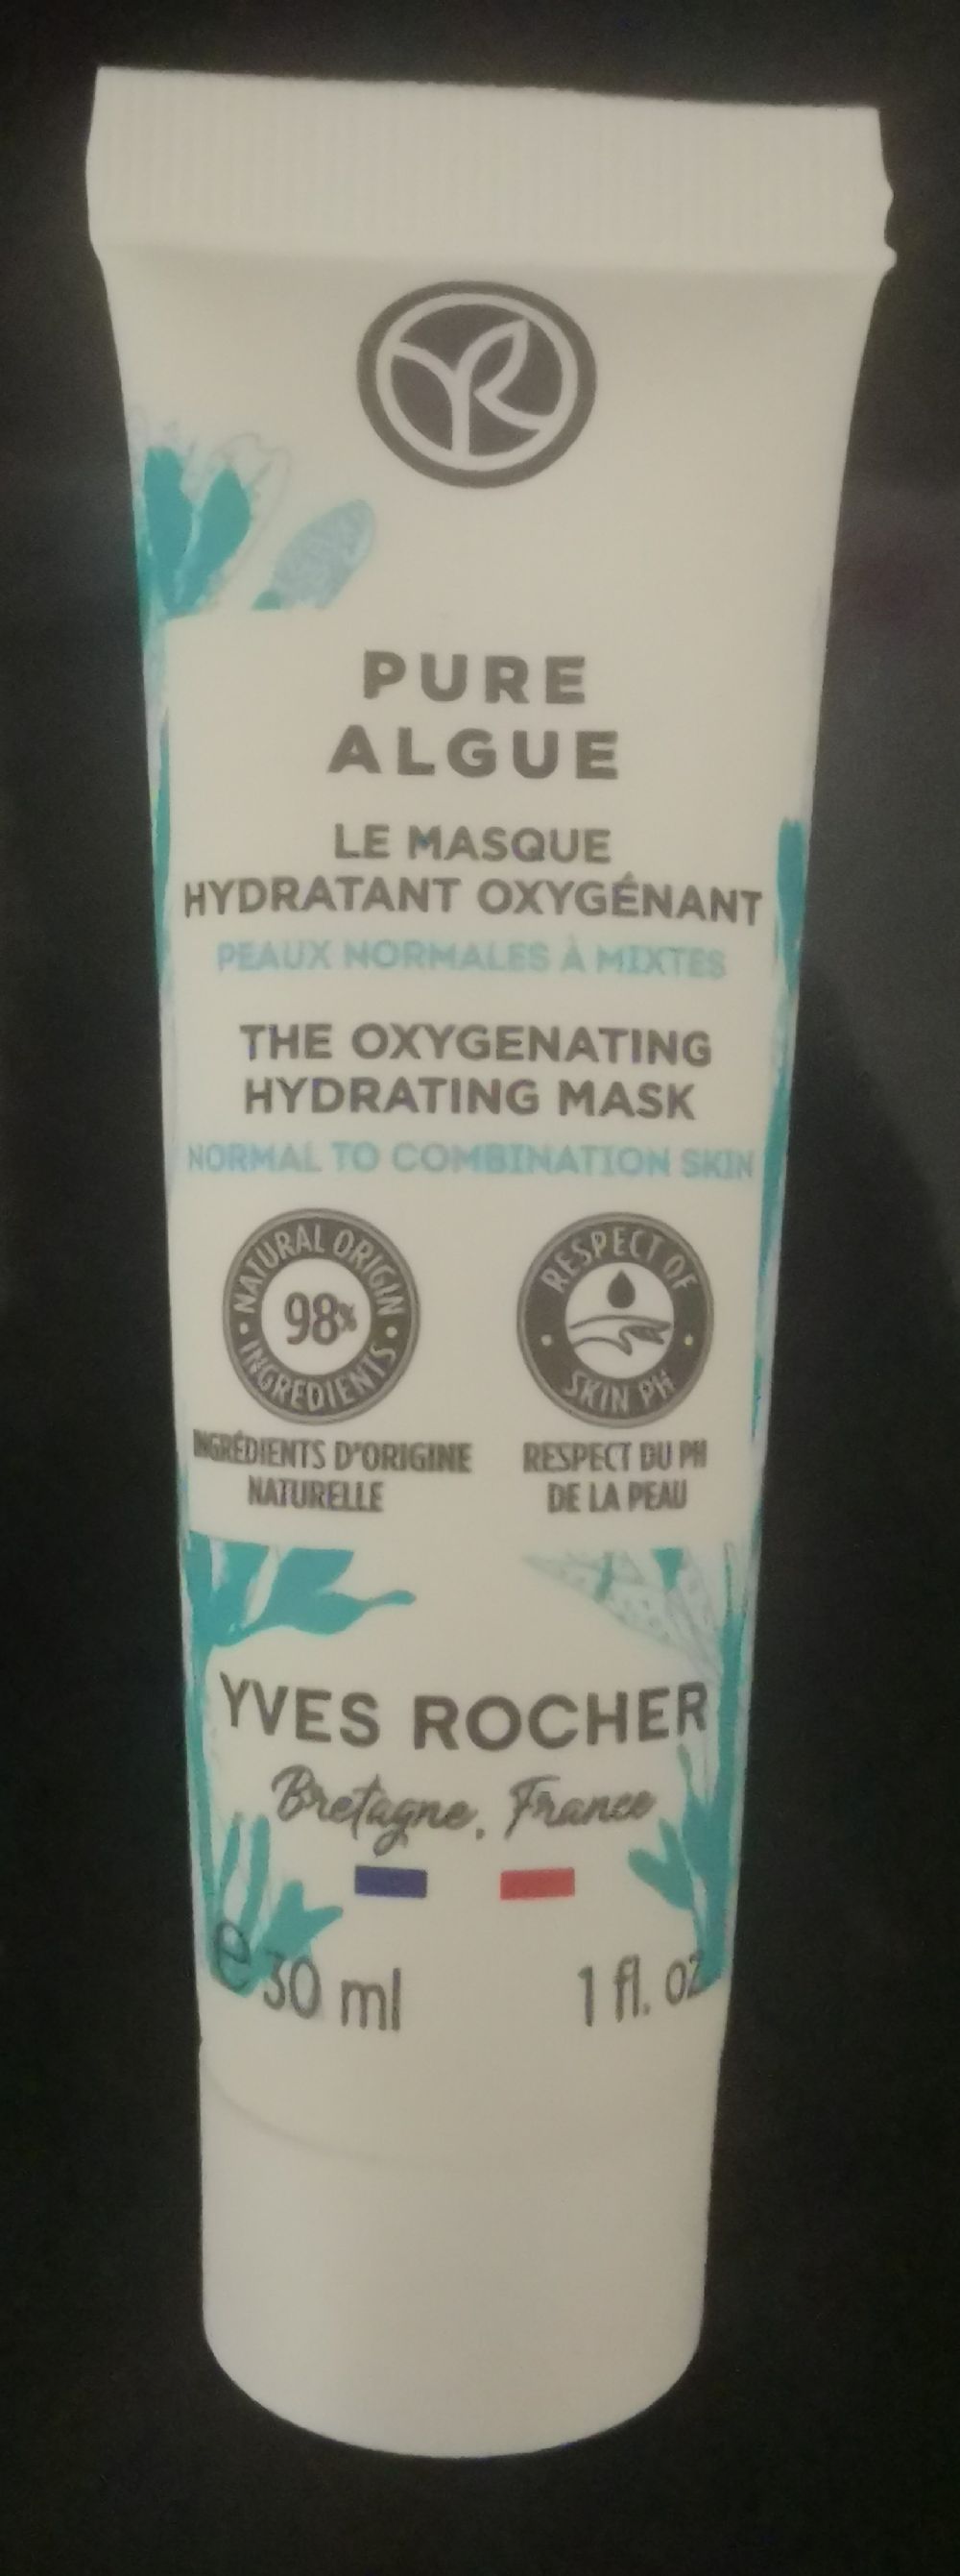 YR
PURE
ALGUE
LE MASQUE
HYDRATANT OXYGÉNANT
PEAUX NORMALES À MIXTES
THE OXYGENATING
HYDRATING MASK
NORMAL TO COMBINATION SKIN
NATURAL ORIGIN
98%
INGREDIENTS
INGRÉDIENTS D'ORIGINE
NATURELLE
RESPECT OF
SKIN PH
RESPECT DU PH
DE LA PEAU
YVES ROCHER
Bretagne, France
e 30 ml 1 fl. oz